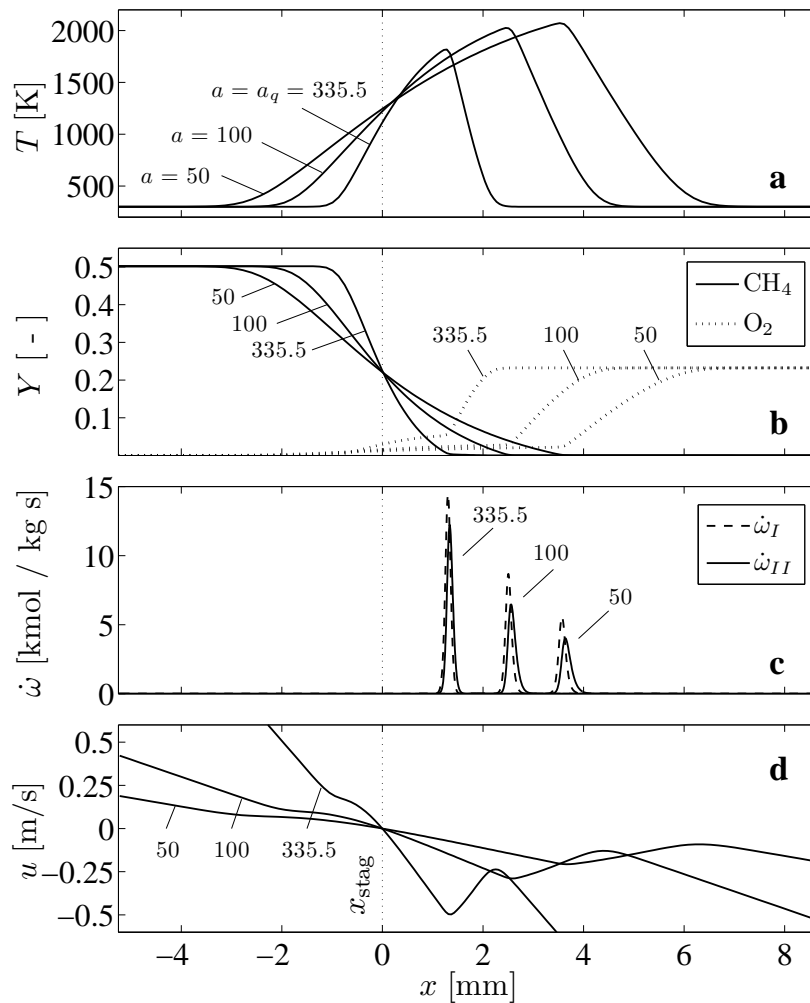 2000
1500
1000
500
T [K]
a = a_q = 335.5
a = 100
a = 50
a
0.5
0.4
0.3
0.2
0.1
Y [ - ]
50
100
335.5
335.5
100
50
CH₄
O₂
b
15
10
5
0
ω̇ [kmol / kg s]
335.5
100
50
ω̇_I
ω̇_II
c
0.5
0.25
0
−0.25
−0.5
u [m/s]
50
100
335.5
x_stag
d
−4
−2
0
2
4
6
8
x [mm]